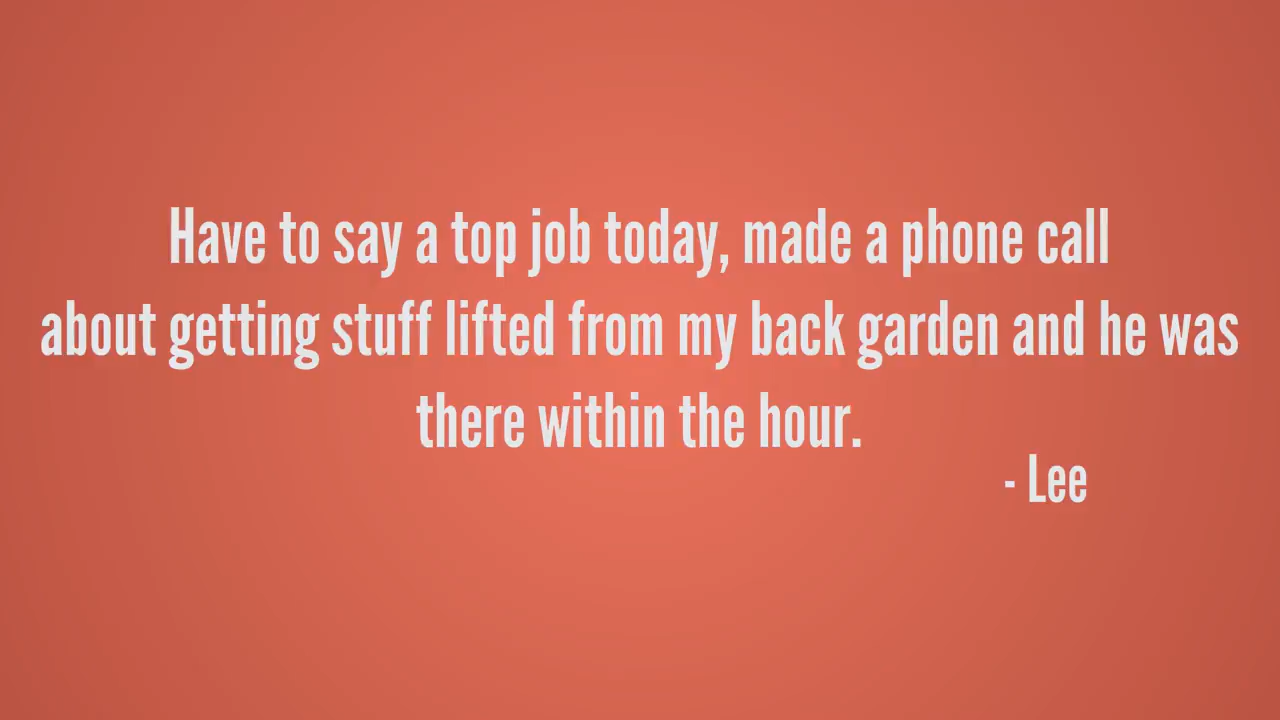 Have to say a top job today, made a phone call
about getting stuff lifted from my back garden and he was
there within the hour.
- Lee